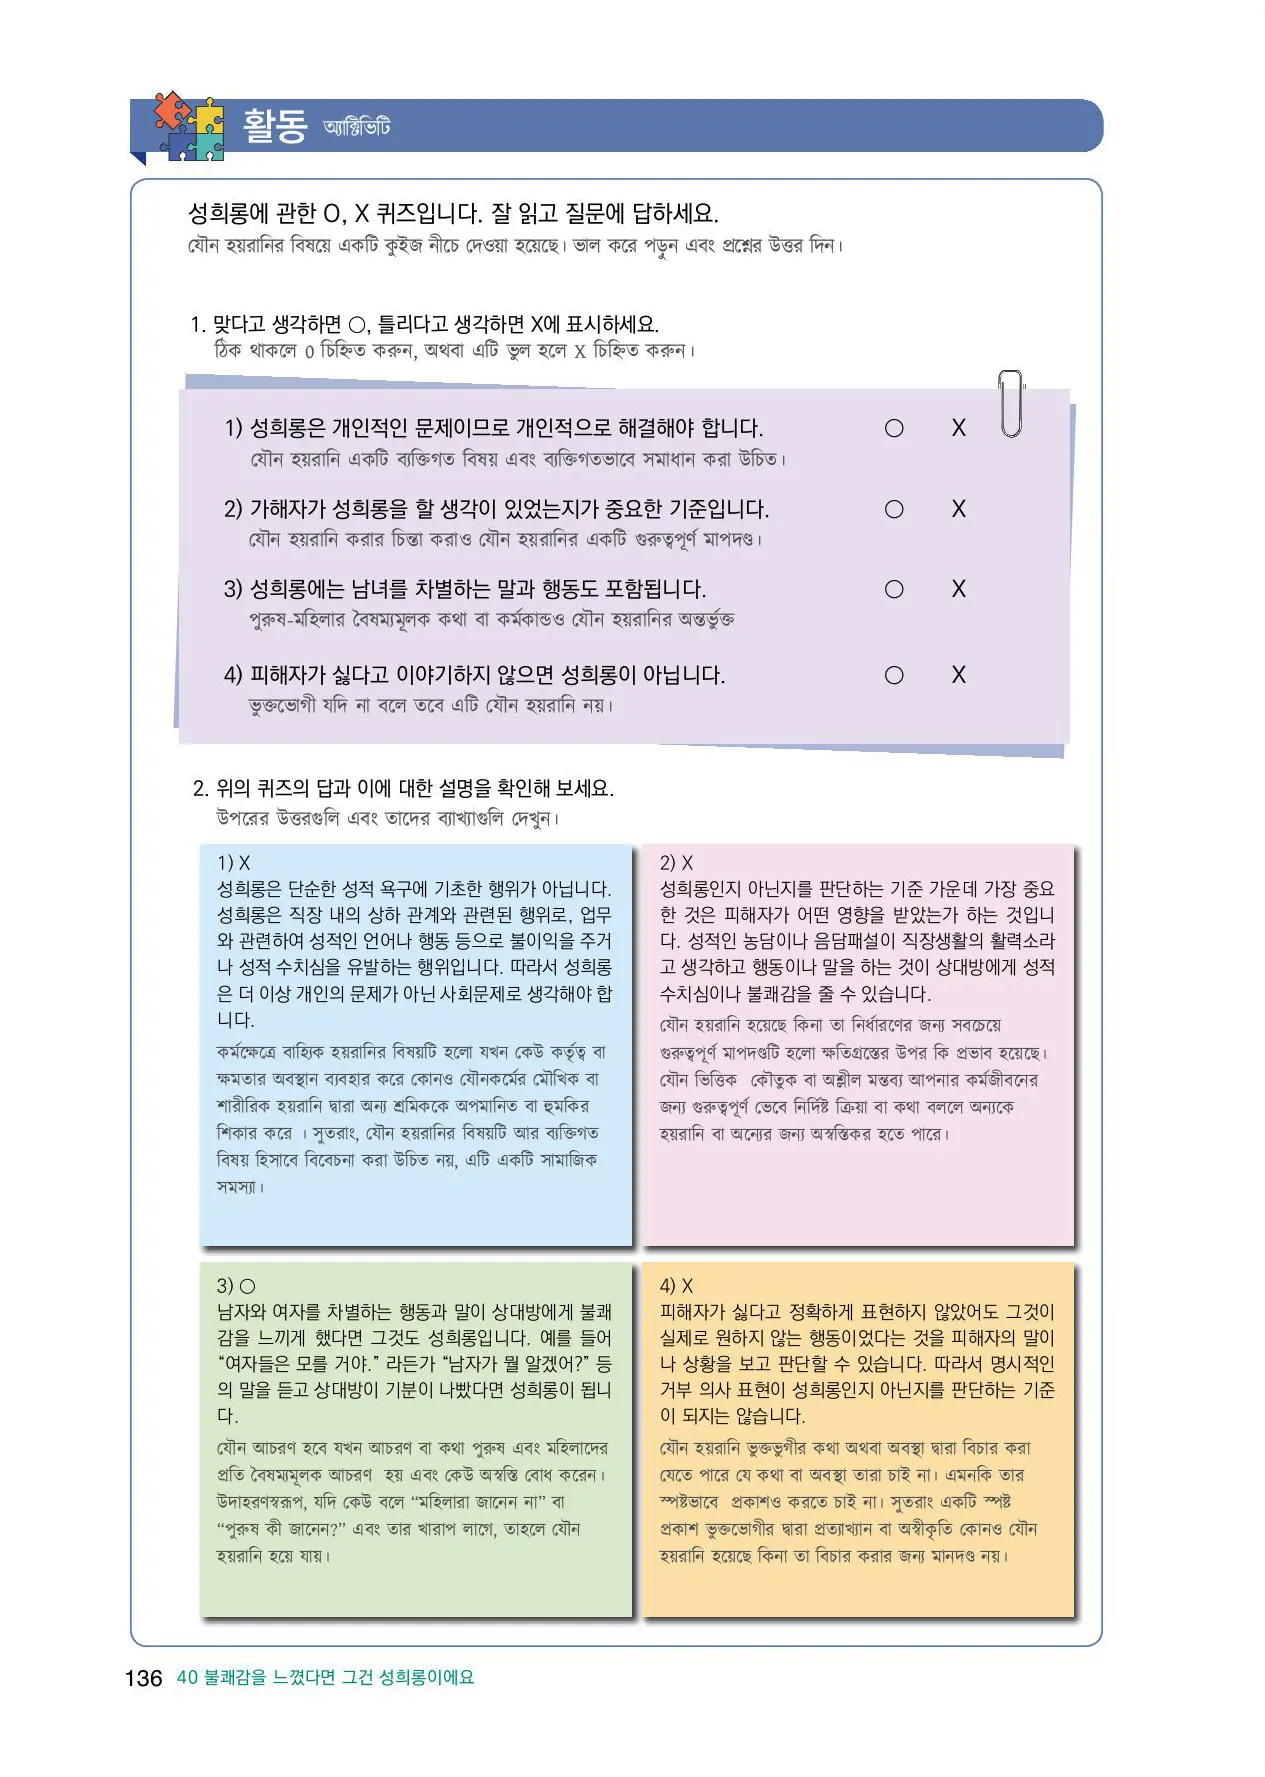 활동 অ্যাক্টিভিটি
성희롱에 관한 O, X 퀴즈입니다. 잘 읽고 질문에 답하세요.
যৌন হয়রানির বিষয়ে একটি কুইজ নীচে দেওয়া হয়েছে। ভাল করে পড়ুন এবং প্রশ্নের উত্তর দিন।
1. 맞다고 생각하면 ○, 틀리다고 생각하면 X에 표시하세요.
ঠিক থাকলে 0 চিহ্নিত করুন, অথবা এটি ভুল হলে X চিহ্নিত করুন।
1) 성희롱은 개인적인 문제이므로 개인적으로 해결해야 합니다. ○ X
যৌন হয়রানি একটি ব্যক্তিগত বিষয় এবং ব্যক্তিগতভাবে সমাধান করা উচিত।
2) 가해자가 성희롱을 할 생각이 있었는지가 중요한 기준입니다. ○ X
যৌন হয়রানি করার চিন্তা করাও যৌন হয়রানির একটি গুরুত্বপূর্ণ মাপদণ্ড।
3) 성희롱에는 남녀를 차별하는 말과 행동도 포함됩니다. ○ X
পুরুষ-মহিলার বৈষম্যমূলক কথা বা কর্মকান্ডও যৌন হয়রানির অন্তর্ভুক্ত
4) 피해자가 싫다고 이야기하지 않으면 성희롱이 아닙니다. ○ X
ভুক্তভোগী যদি না বলে তবে এটি যৌন হয়রানি নয়।
2. 위의 퀴즈의 답과 이에 대한 설명을 확인해 보세요.
উপরের উত্তরগুলি এবং তাদের ব্যাখ্যাগুলি দেখুন।
1) X
성희롱은 단순한 성적 욕구에 기초한 행위가 아닙니다.
성희롱은 직장 내의 상하 관계와 관련된 행위로, 업무
와 관련하여 성적인 언어나 행동 등으로 불이익을 주거
나 성적 수치심을 유발하는 행위입니다. 따라서 성희롱
은 더 이상 개인의 문제가 아닌 사회문제로 생각해야 합
니다.
কর্মক্ষেত্রে বাহ্যিক হয়রানির বিষয়টি হলো যখন কেউ কর্তৃত্ব বা
ক্ষমতার অবস্থান ব্যবহার করে কোনও যৌনকর্মের মৌখিক বা
শারীরিক হয়রানি দ্বারা অন্য শ্রমিককে অপমানিত বা হুমকির
শিকার করে । সুতরাং, যৌন হয়রানির বিষয়টি আর ব্যক্তিগত
বিষয় হিসাবে বিবেচনা করা উচিত নয়, এটি একটি সামাজিক
সমস্যা।
2) X
성희롱인지 아닌지를 판단하는 기준 가운데 가장 중요
한 것은 피해자가 어떤 영향을 받았는가 하는 것입니
다. 성적인 농담이나 음담패설이 직장생활의 활력소라
고 생각하고 행동이나 말을 하는 것이 상대방에게 성적
수치심이나 불쾌감을 줄 수 있습니다.
যৌন হয়রানি হয়েছে কিনা তা নির্ধারণের জন্য সবচেয়ে
গুরুত্বপূর্ণ মাপদণ্ডটি হলো ক্ষতিগ্রস্তের উপর কি প্রভাব হয়েছে।
যৌন ভিত্তিক কৌতুক বা অশ্লীল মন্তব্য আপনার কর্মজীবনের
জন্য গুরুত্বপূর্ণ ভেবে নির্দিষ্ট ক্রিয়া বা কথা বললে অন্যকে
হয়রানি বা অন্যের জন্য অস্বস্তিকর হতে পারে।
3) ○
남자와 여자를 차별하는 행동과 말이 상대방에게 불쾌
감을 느끼게 했다면 그것도 성희롱입니다. 예를 들어
“여자들은 모를 거야.” 라든가 “남자가 뭘 알겠어?” 등
의 말을 듣고 상대방이 기분이 나빴다면 성희롱이 됩니
다.
যৌন আচরণ হবে যখন আচরণ বা কথা পুরুষ এবং মহিলাদের
প্রতি বৈষম্যমূলক আচরণ হয় এবং কেউ অস্বস্তি বোধ করেন।
উদাহরণস্বরূপ, যদি কেউ বলে “মহিলারা জানেন না” বা
“পুরুষ কী জানেন?” এবং তার খারাপ লাগে, তাহলে যৌন
হয়রানি হয়ে যায়।
4) X
피해자가 싫다고 정확하게 표현하지 않았어도 그것이
실제로 원하지 않는 행동이었다는 것을 피해자의 말이
나 상황을 보고 판단할 수 있습니다. 따라서 명시적인
거부 의사 표현이 성희롱인지 아닌지를 판단하는 기준
이 되지는 않습니다.
যৌন হয়রানি ভুক্তভুগীর কথা অথবা অবস্থা দ্বারা বিচার করা
যেতে পারে যে কথা বা অবস্থা তারা চাই না। এমনকি তার
স্পষ্টভাবে প্রকাশও করতে চাই না। সুতরাং একটি স্পষ্ট
প্রকাশ ভুক্তভোগীর দ্বারা প্রত্যাখ্যান বা অস্বীকৃতি কোনও যৌন
হয়রানি হয়েছে কিনা তা বিচার করার জন্য মানদণ্ড নয়।
136 40 불쾌감을 느꼈다면 그건 성희롱이에요